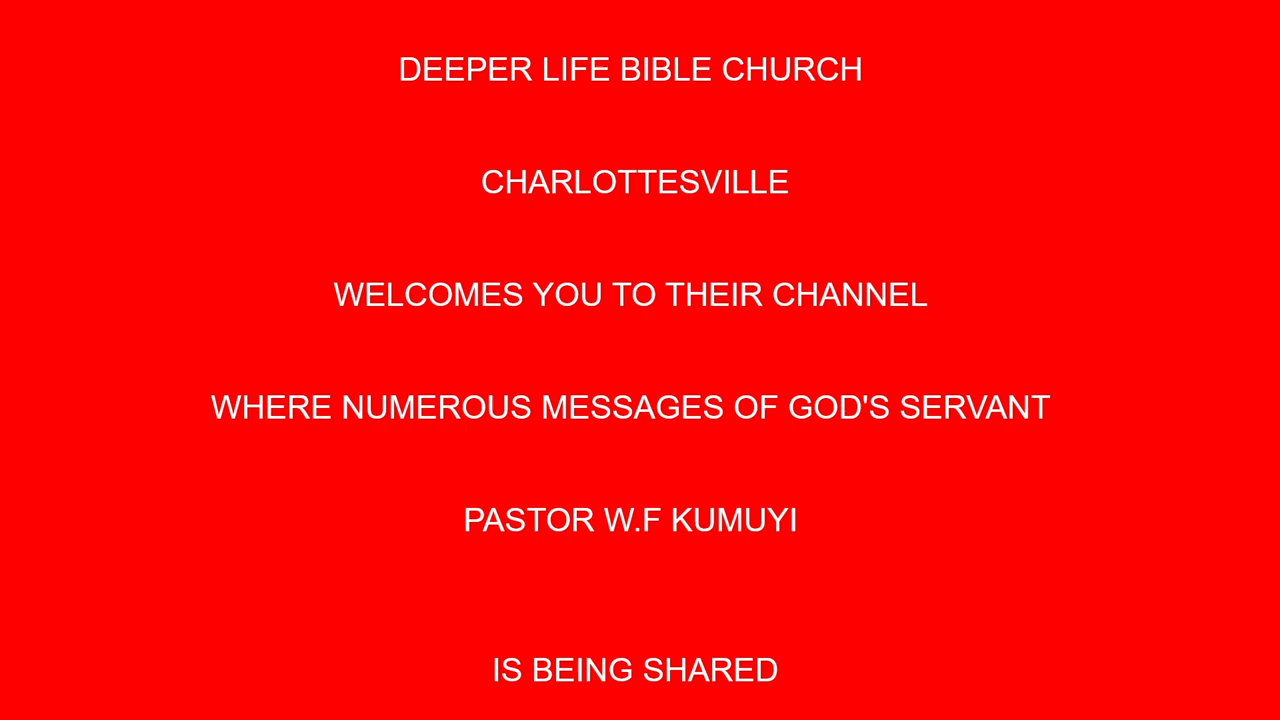 DEEPER LIFE BIBLE CHURCH
CHARLOTTESVILLE
WELCOMES YOU TO THEIR CHANNEL
WHERE NUMEROUS MESSAGES OF GOD'S SERVANT
PASTOR W.F KUMUYI
IS BEING SHARED